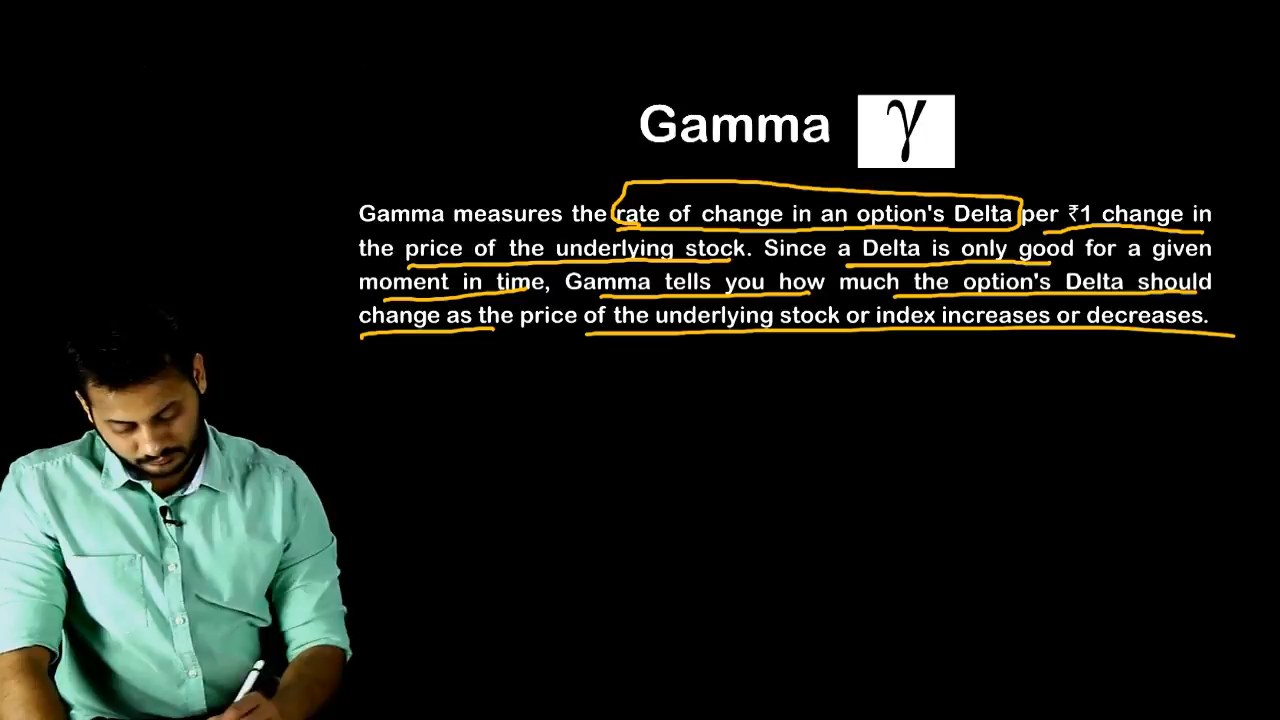 Gamma γ
Gamma measures the rate of change in an option's Delta per ₹1 change in
the price of the underlying stock. Since a Delta is only good for a given
moment in time, Gamma tells you how much the option's Delta should
change as the price of the underlying stock or index increases or decreases.